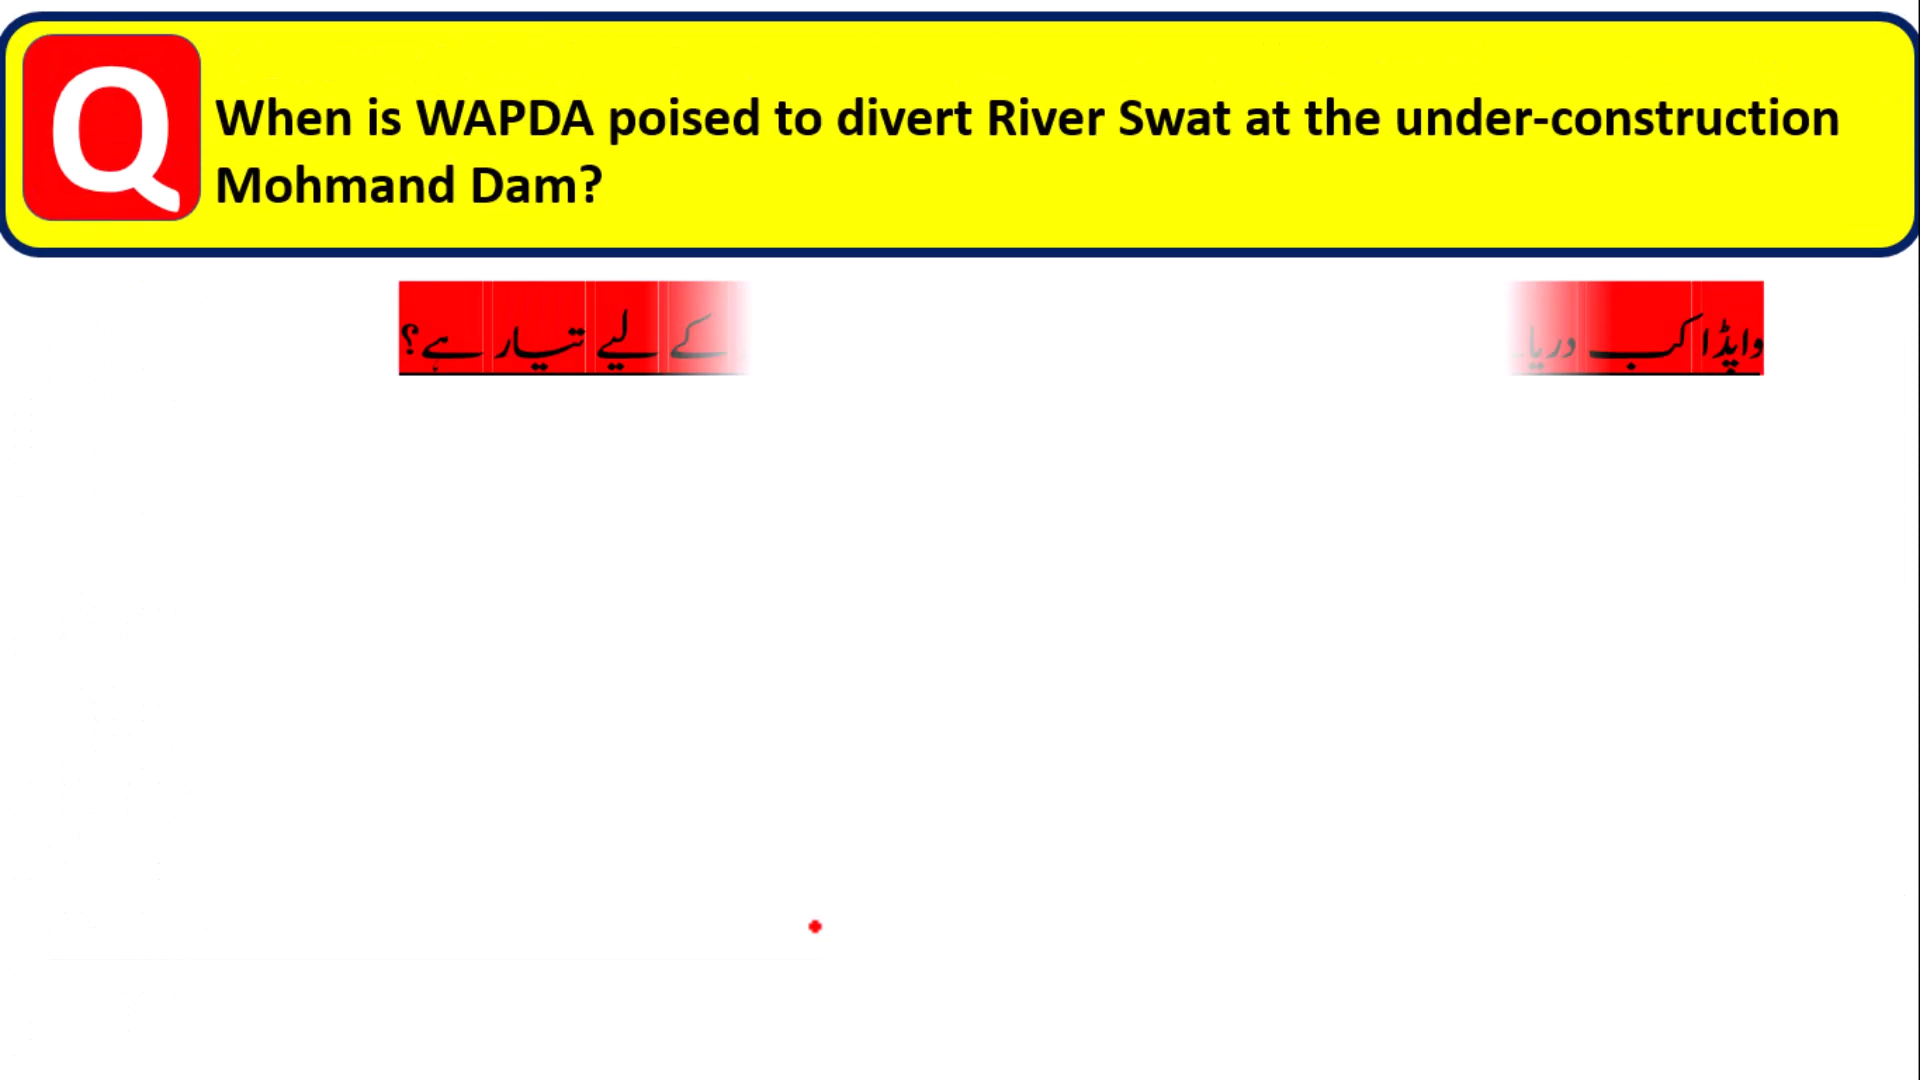 Q
When is WAPDA poised to divert River Swat at the under-construction
Mohmand Dam?
واپڈا کب دریا کے لیے تیار ہے؟